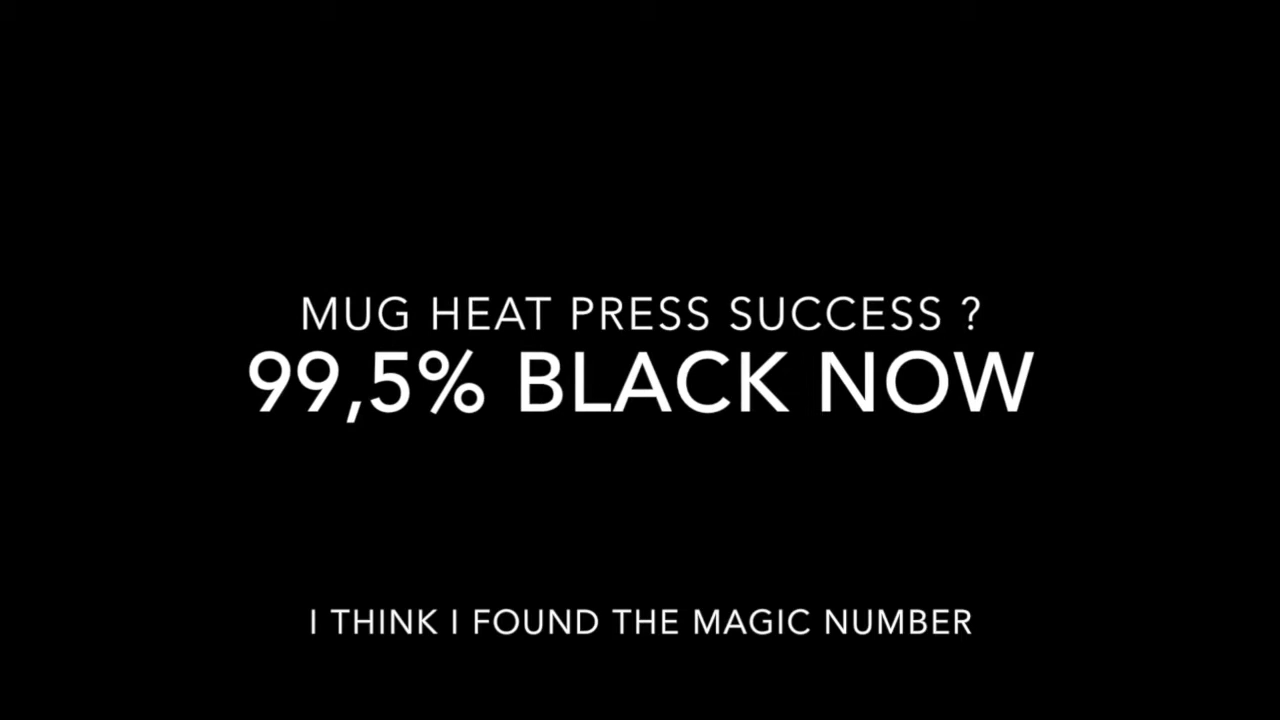 MUG HEAT PRESS SUCCESS ?
99,5% BLACK NOW
I THINK I FOUND THE MAGIC NUMBER